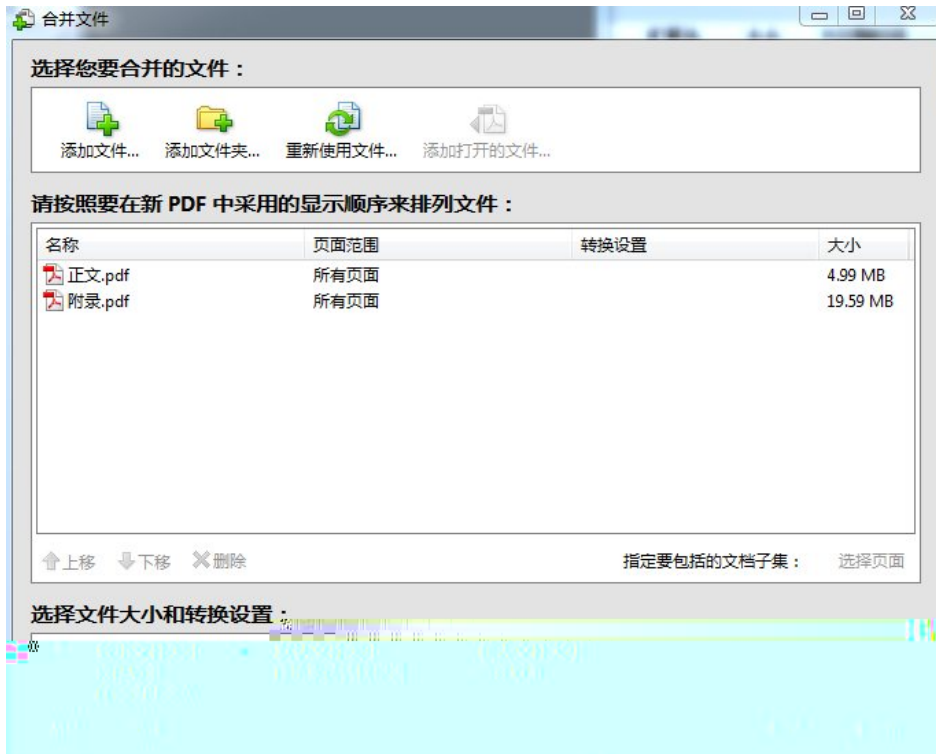 合并文件
选择您要合并的文件：
添加文件... 添加文件夹... 重新使用文件... 添加打开的文件...
请按照要在新 PDF 中采用的显示顺序来排列文件：
名称 页面范围 转换设置 大小
正文.pdf 所有页面 4.99 MB
附录.pdf 所有页面 19.59 MB
上移 下移 删除 指定要包括的文档子集： 选择页面
选择文件大小和转换设置：